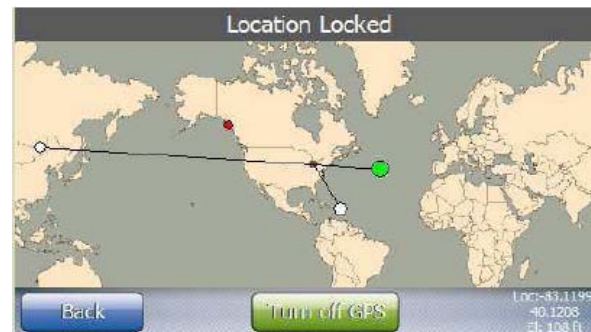 Location Locked
Back
Turn off GPS
Loc:-83.1199
40.1208
El: 108 ft